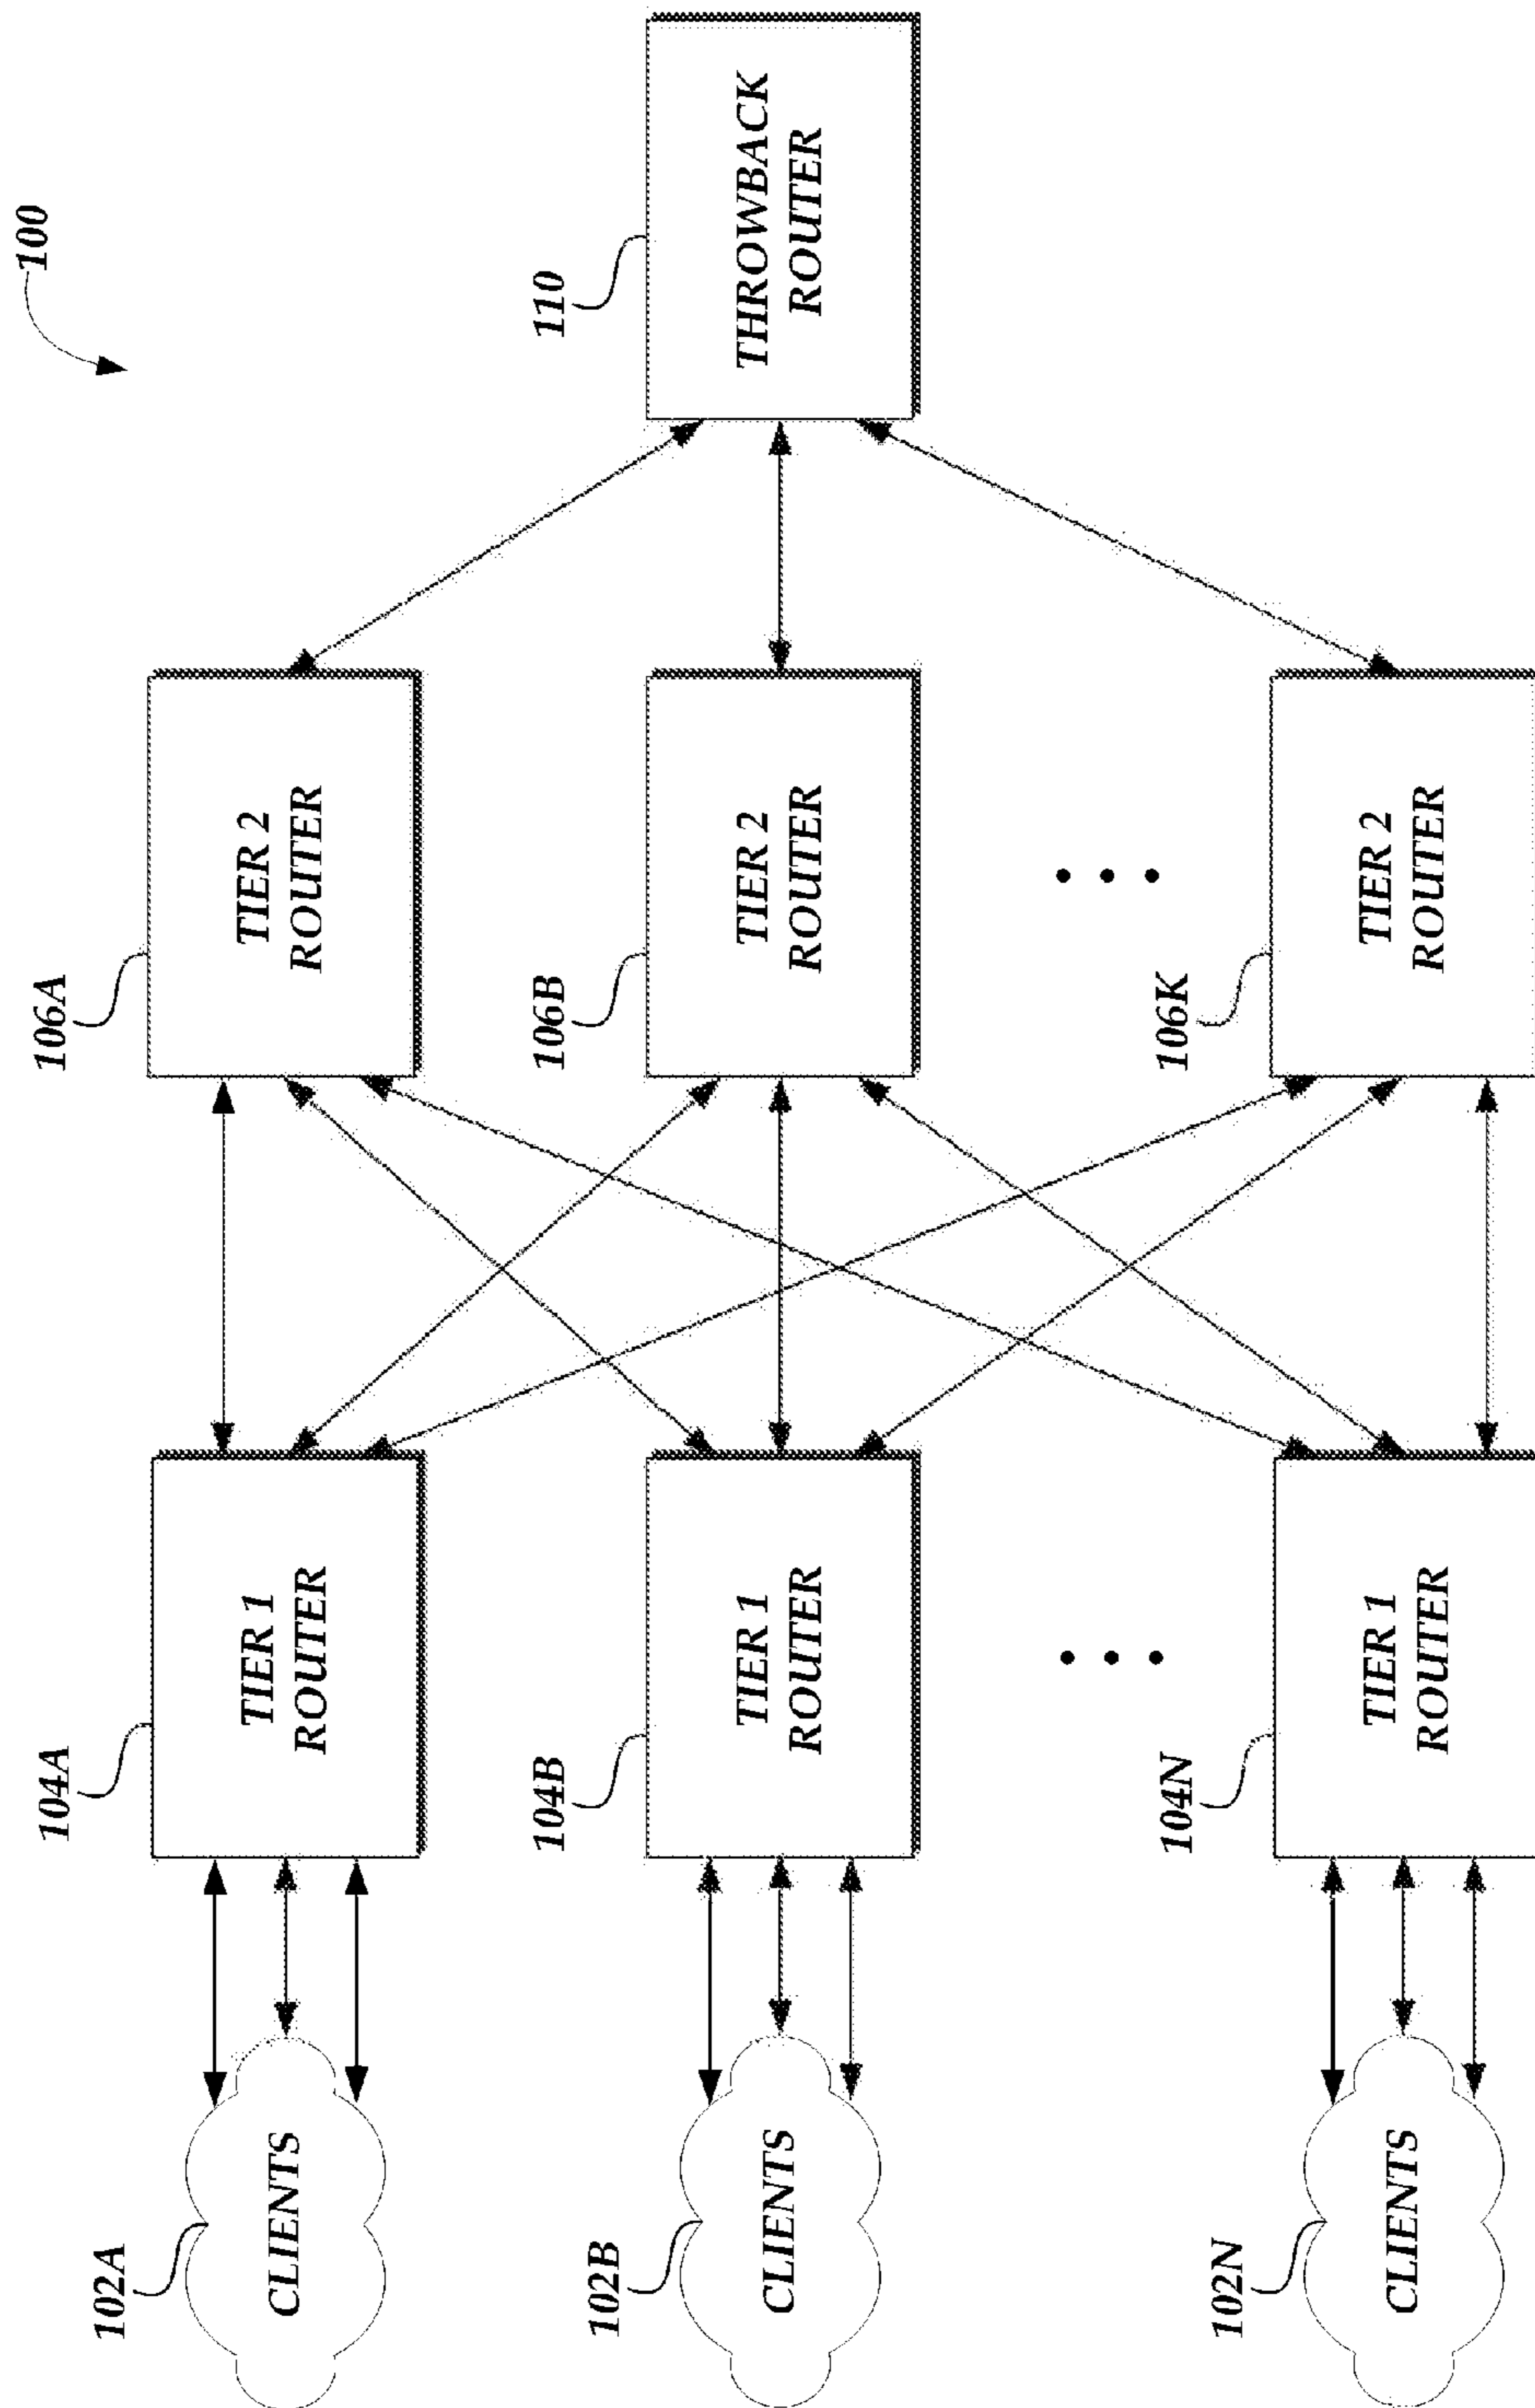 100
102A
CLIENTS
104A
TIER 1
ROUTER
106A
TIER 2
ROUTER
102B
CLIENTS
104B
TIER 1
ROUTER
106B
TIER 2
ROUTER
110
THROWBACK
ROUTER
102N
CLIENTS
104N
TIER 1
ROUTER
106K
TIER 2
ROUTER